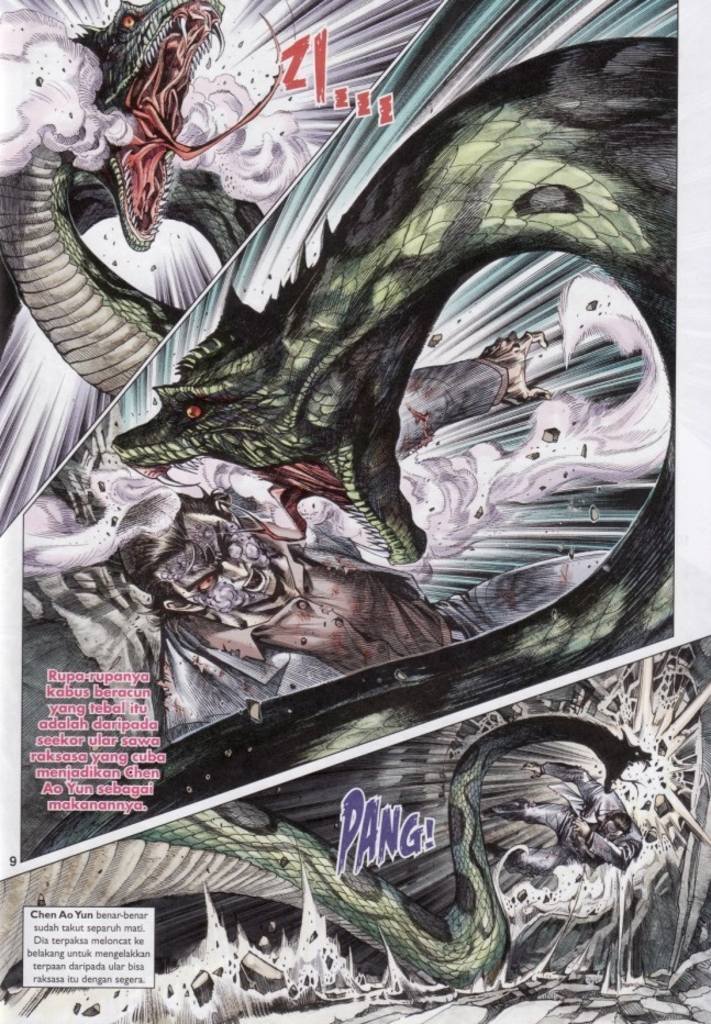 ZI...zzz
Rupa-rupanya
kabus beracun
yang tebal itu
adalah daripada
seekor ular sawa
raksasa yang cuba
menjadikan Chen
Ao Yun sebagai
makanannya.
PANG!
9
Chen Ao Yun benar-benar
sudah takut separuh mati.
Dia terpaksa meloncat ke
belakang untuk mengelakkan
terpaan daripada ular bisa
raksasa itu dengan segera.